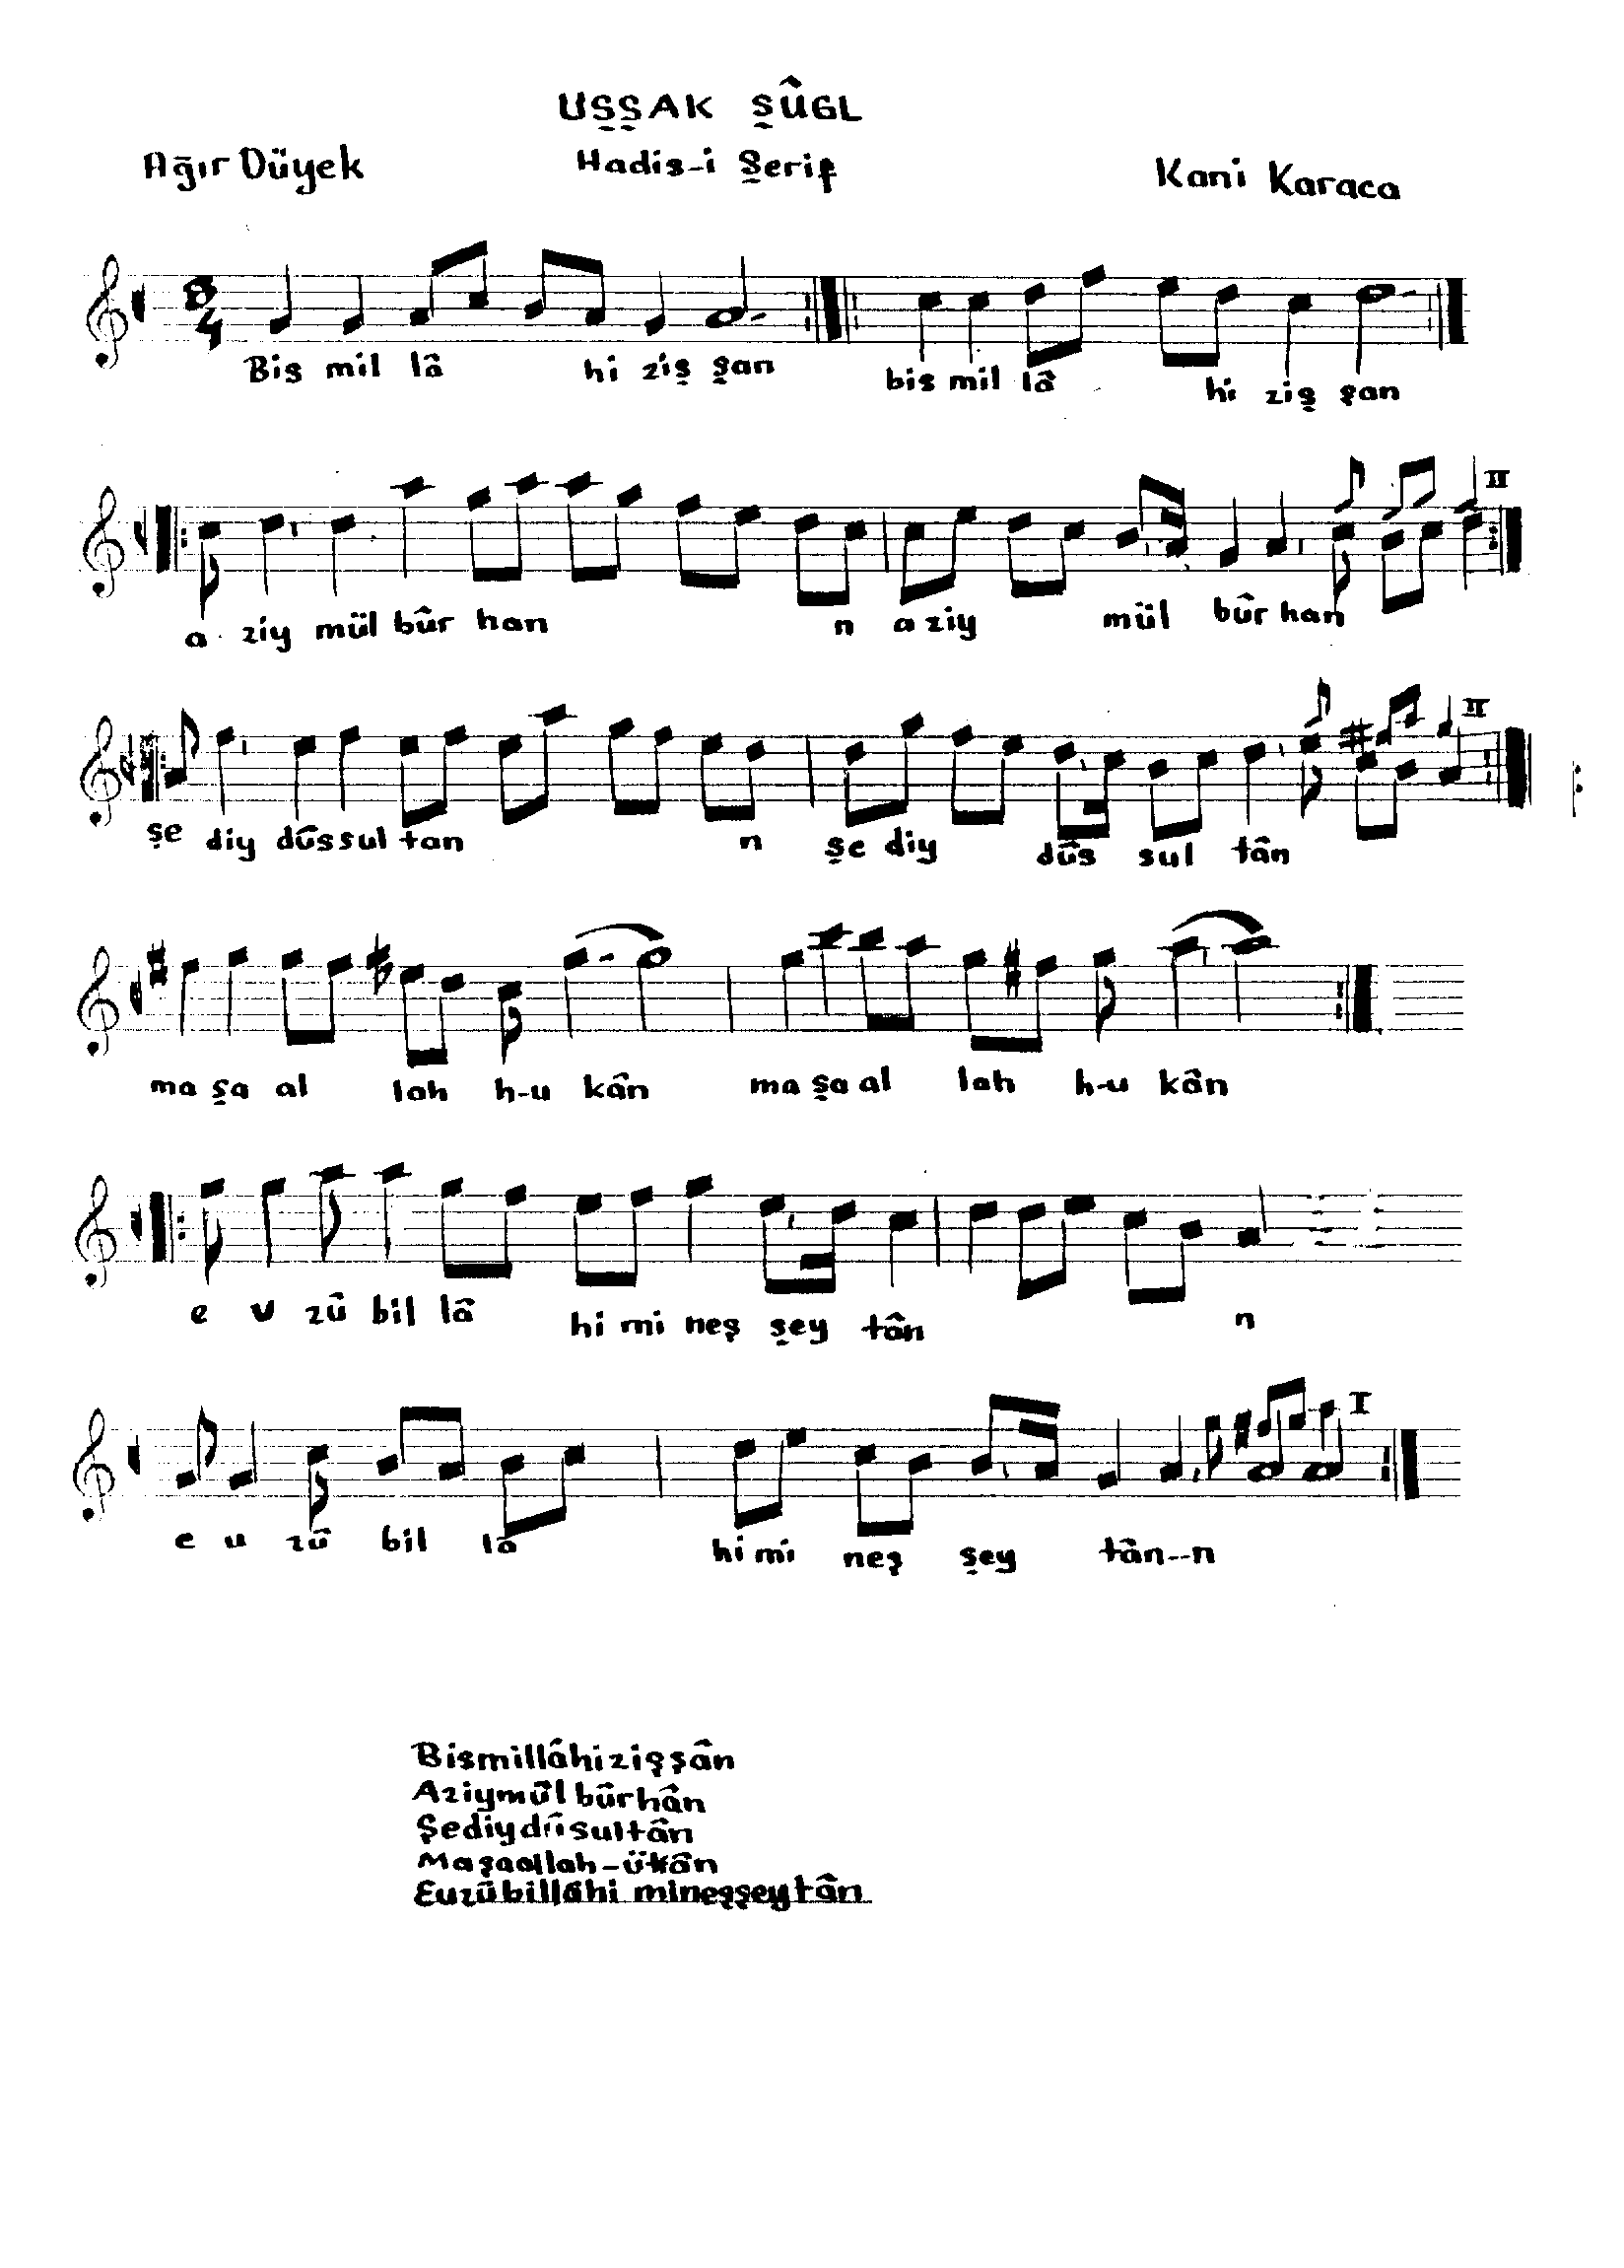 UŞŞAK ŞÛGL
Ağır Düyek Hadis-i Şerif Kani Karaca
8
4
Bis mil lâ hi ziş şan bis mil lâ hi ziş şan
II
a ziy mül bûr han n a ziy mül bûr han
II
şe diy dûs sul tan n şe diy dûs sul tân
ma şa al lah h-u kân ma şa al lah h-u kân
e u zû bil lâ hi mi neş şey tân n
I
e u zû bil lâ hi mi neş şey tân--n
Bismillâhizişşân
Aziymûl bûrhân
Şediydûsultân
Maşaallah-ükân
Euzûbillâhi mineşşeytân